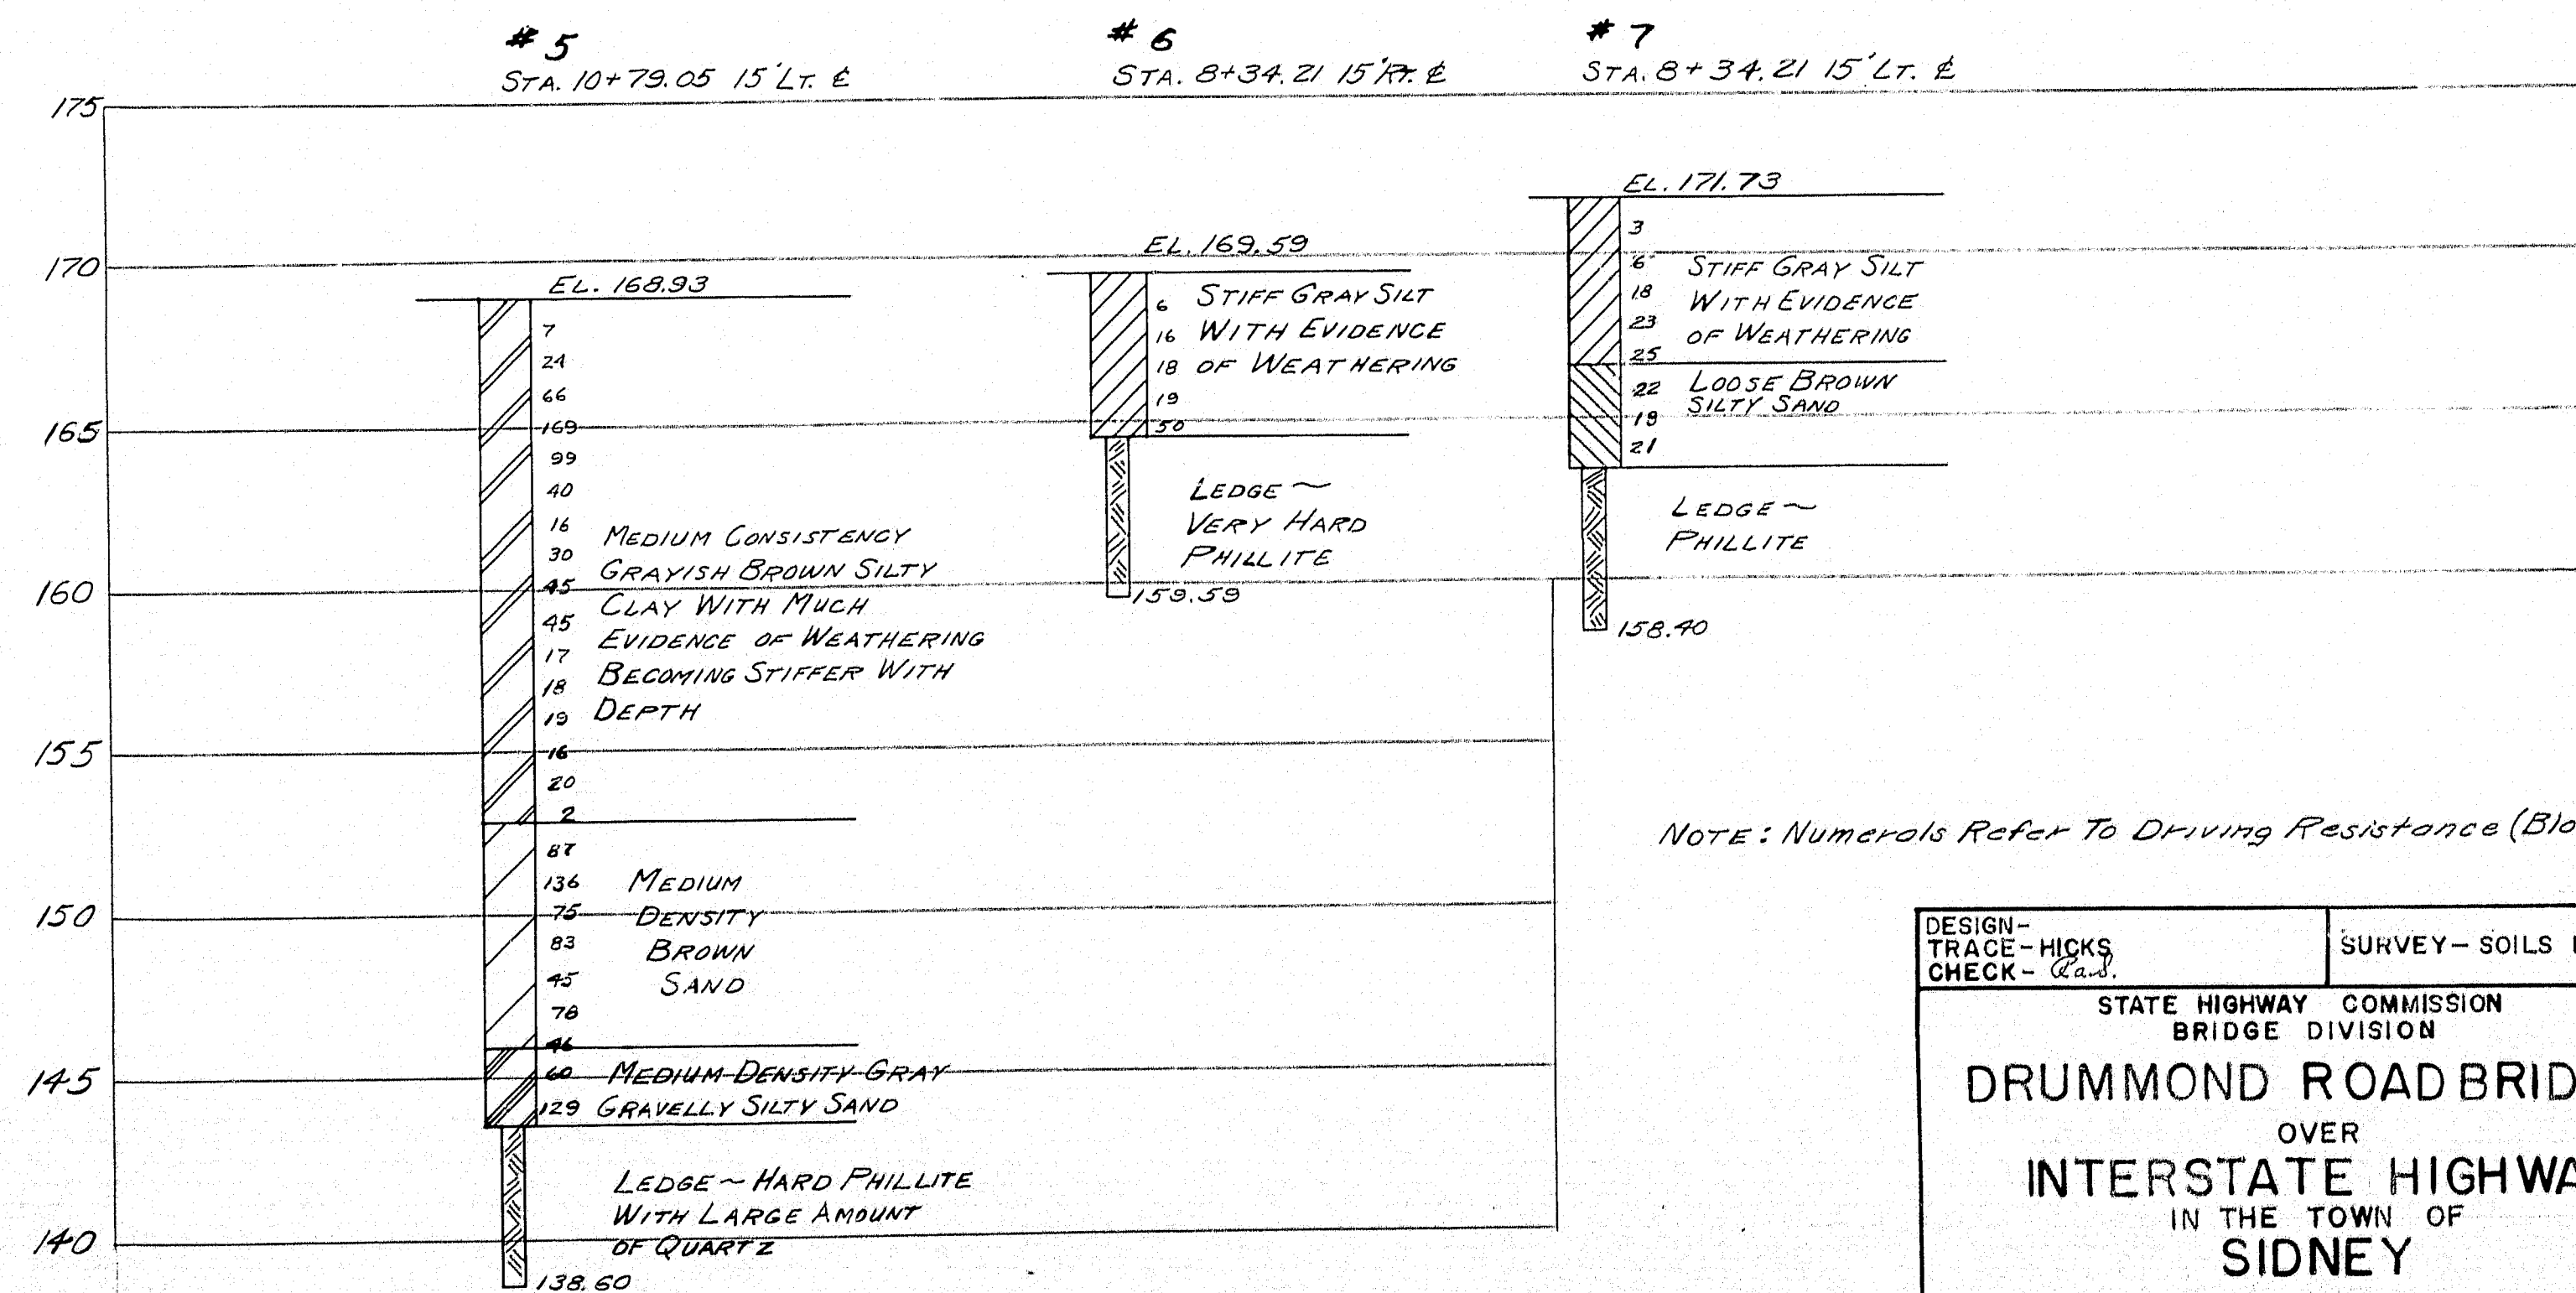 # 5
STA. 10+79.05 15' LT. ℄
# 6
STA. 8+34.21 15' RT. ℄
# 7
STA. 8+34.21 15' LT. ℄
175
170
165
160
155
150
145
140
EL. 168.93
7
24
66
169
99
40
16
30
45
45
17
18
19
16
20
2
MEDIUM CONSISTENCY
GRAYISH BROWN SILTY
CLAY WITH MUCH
EVIDENCE OF WEATHERING
BECOMING STIFFER WITH
DEPTH
87
136
75
83
45
78
46
MEDIUM
DENSITY
BROWN
SAND
60
129
MEDIUM DENSITY GRAY
GRAVELLY SILTY SAND
LEDGE ~ HARD PHILLITE
WITH LARGE AMOUNT
OF QUARTZ
138.60
EL. 169.59
6
16
18
19
50
STIFF GRAY SILT
WITH EVIDENCE
OF WEATHERING
LEDGE ~
VERY HARD
PHILLITE
159.59
EL. 171.73
3
6
18
23
25
STIFF GRAY SILT
WITH EVIDENCE
OF WEATHERING
22
18
21
LOOSE BROWN
SILTY SAND
LEDGE ~
PHILLITE
158.40
NOTE: Numerals Refer To Driving Resistance (Blo
DESIGN-
TRACE-HICKS
CHECK-
SURVEY- SOILS
STATE HIGHWAY COMMISSION
BRIDGE DIVISION
DRUMMOND ROAD BRID
OVER
INTERSTATE HIGHWA
IN THE TOWN OF
SIDNEY